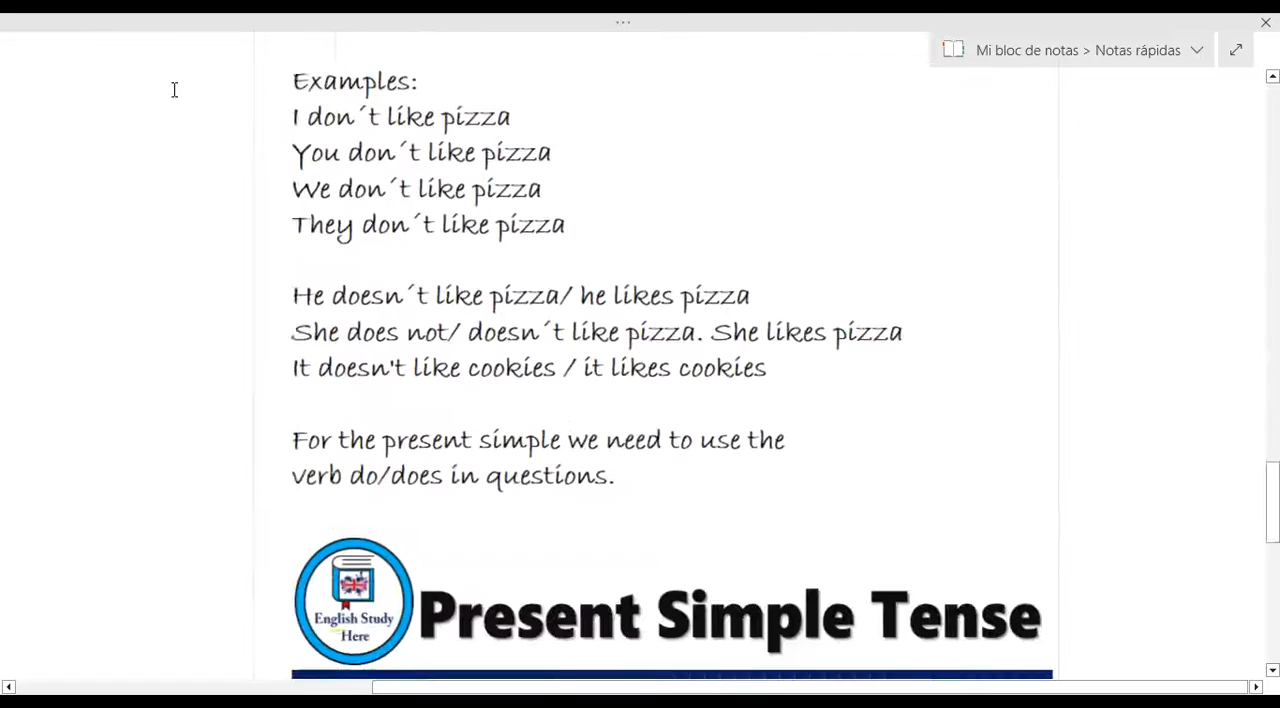 ...
Mi bloc de notas > Notas rápidas
Examples:
I don´t like pizza
You don´t like pizza
We don´t like pizza
They don´t like pizza
He doesn´t like pizza/ he likes pizza
She does not/ doesn´t like pizza. She likes pizza
It doesn't like cookies / it likes cookies
For the present simple we need to use the
verb do/does in questions.
English Study
Here
Present Simple Tense